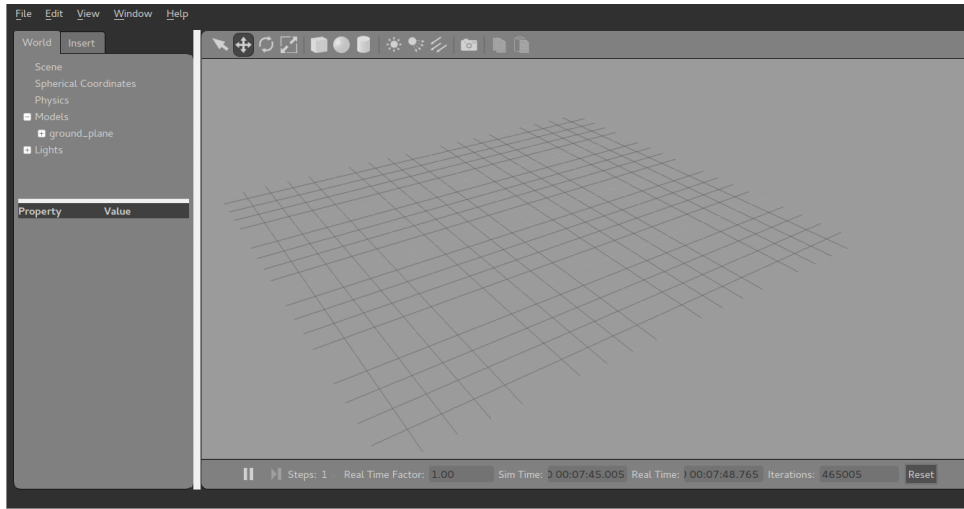 File Edit View Window Help
World Insert
Scene
Spherical Coordinates
Physics
Models
ground_plane
Lights
Property Value
Steps: 1 Real Time Factor: 1.00 Sim Time: 00:07:45.005 Real Time: 00:07:48.765 Iterations: 465005 Reset